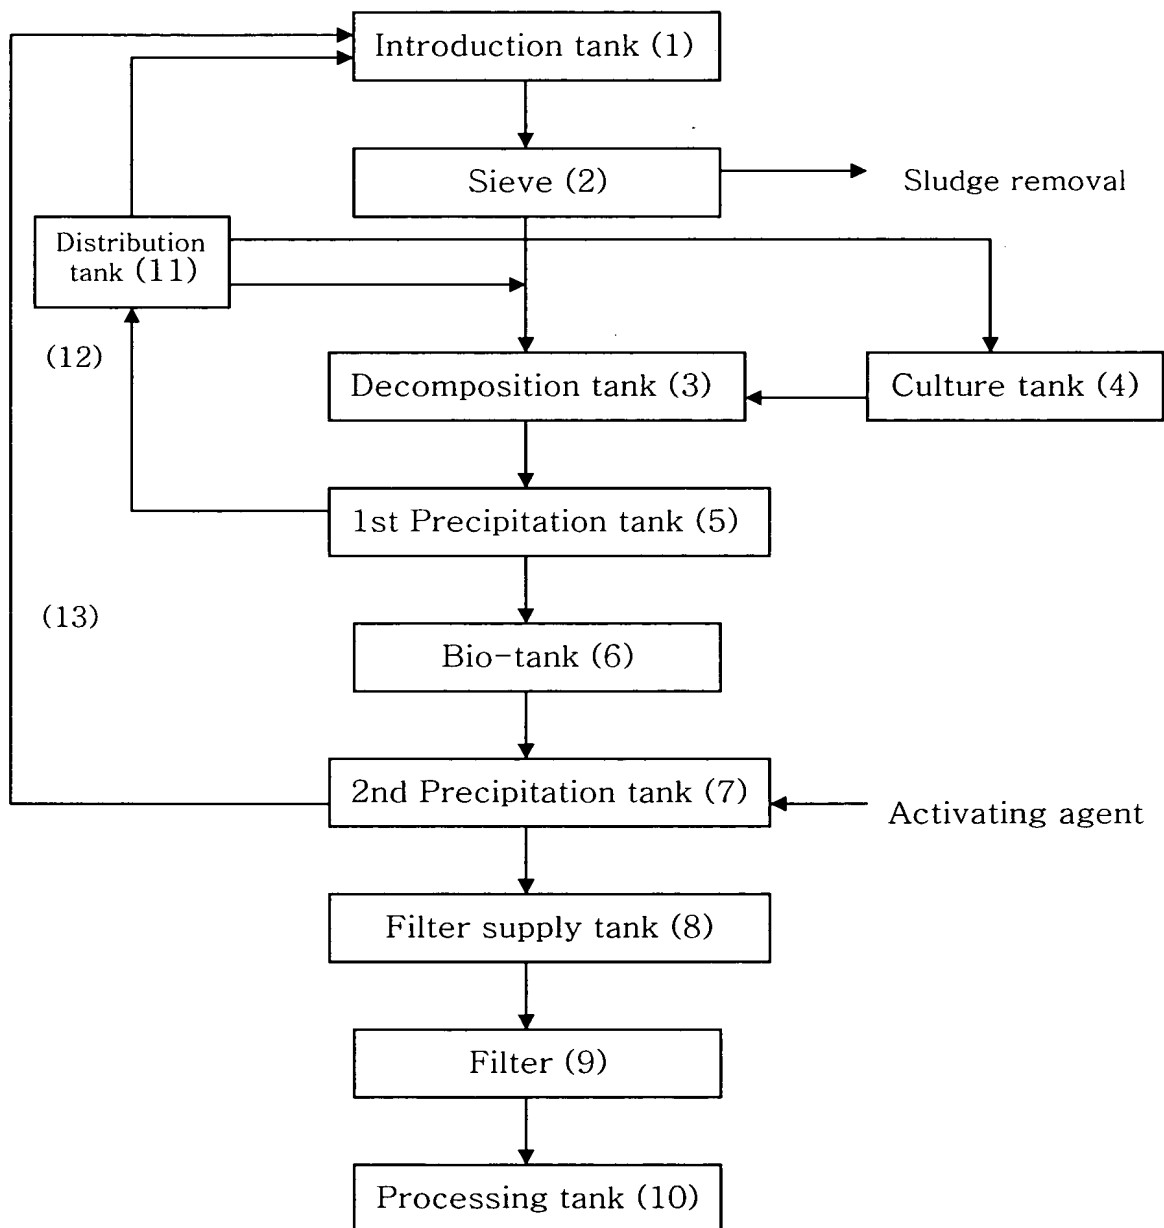 Introduction tank (1)
Sieve (2)
Sludge removal
Distribution
tank (11)
(12)
Decomposition tank (3)
Culture tank (4)
1st Precipitation tank (5)
(13)
Bio-tank (6)
2nd Precipitation tank (7)
Activating agent
Filter supply tank (8)
Filter (9)
Processing tank (10)